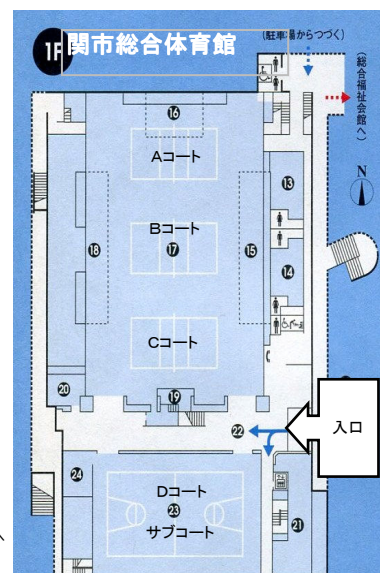 1F 関市総合体育館
(駐車場からつづく)
(総合福祉会館へ)
16
Aコート
N
13
Bコート
18
17
15
14
Cコート
20
19
入口
22
24
Dコート
23
サブコート
21